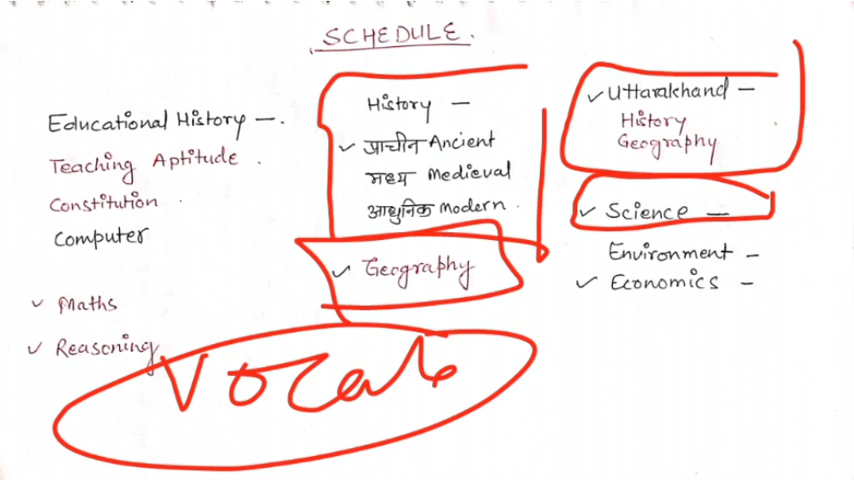 SCHEDULE.
Educational History –.
Teaching Aptitude .
Constitution .
Computer
✓ Maths
✓ Reasoning
History –
✓ प्राचीन Ancient
मध्य Medieval
आधुनिक Modern .
✓ Geography
✓ Uttarakhand –
History
Geography
✓ Science –
Environment –
✓ Economics –
Vocab